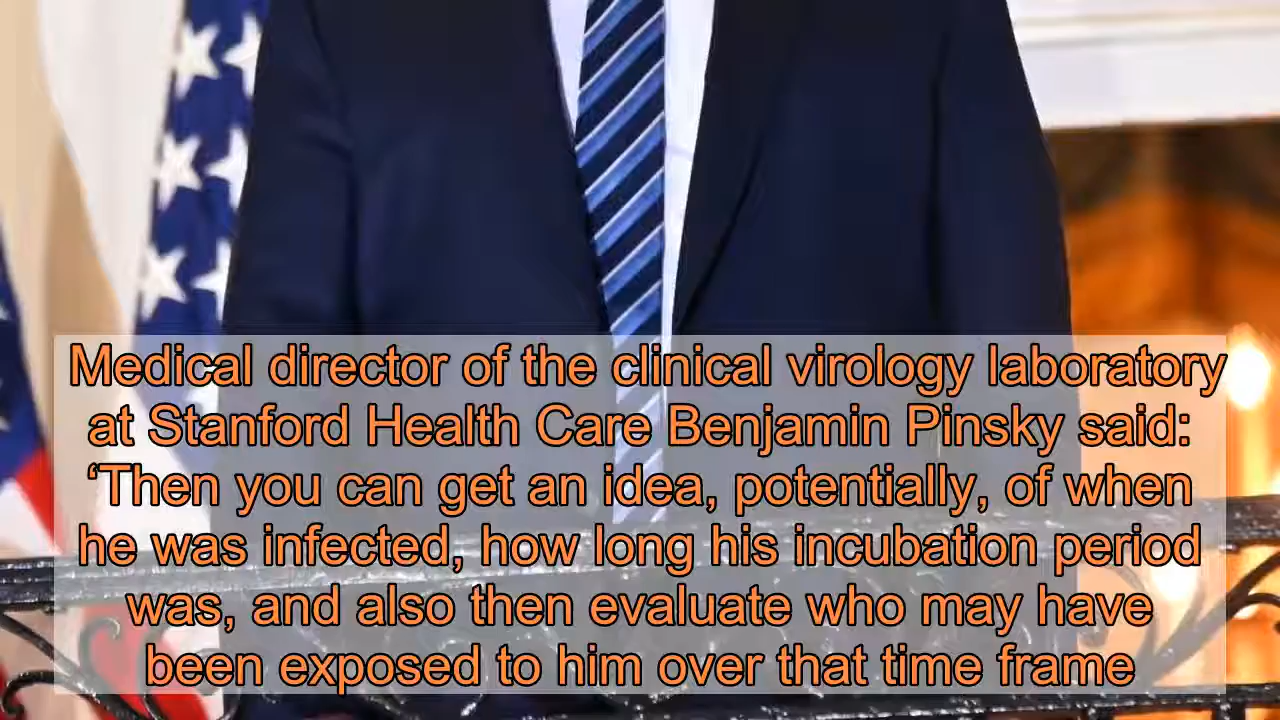 Medical director of the clinical virology laboratory
at Stanford Health Care Benjamin Pinsky said:
‘Then you can get an idea, potentially, of when
he was infected, how long his incubation period
was, and also then evaluate who may have
been exposed to him over that time frame